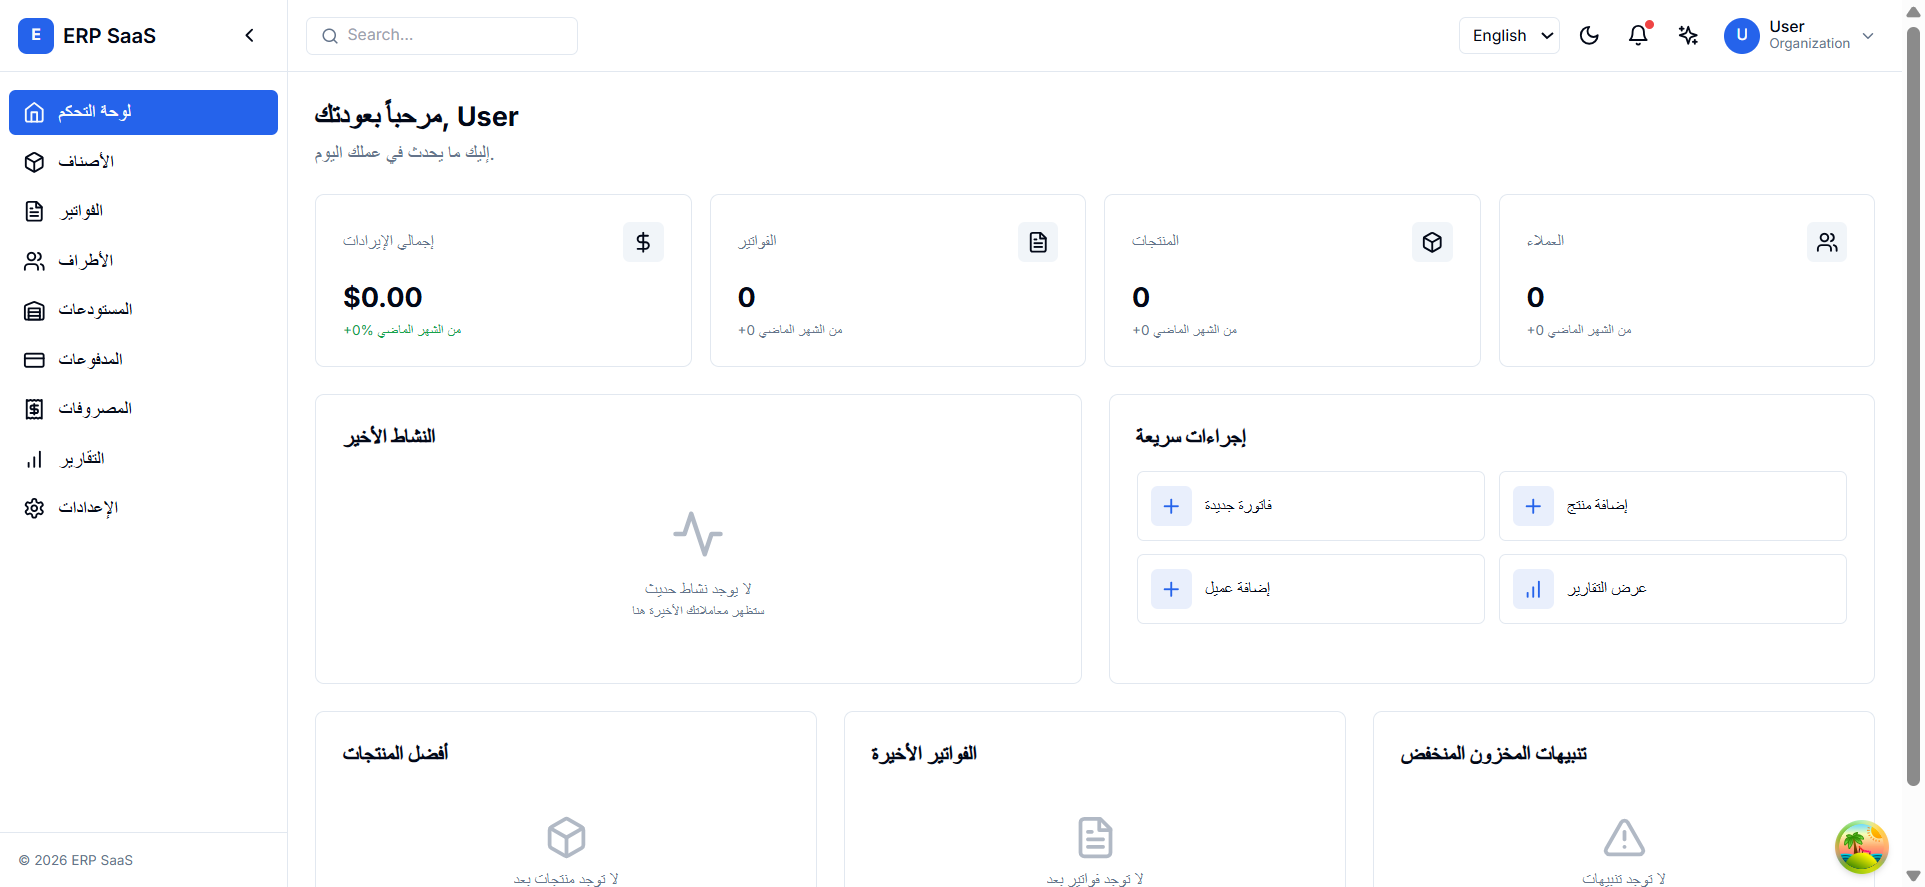 E ERP SaaS
Search...
English
U
User
Organization
لوحة التحكم
الأصناف
الفواتير
الأطراف
المستودعات
المدفوعات
المصروفات
التقارير
الإعدادات
© 2026 ERP SaaS
مرحباً بعودتك, User
إليك ما يحدث في عملك اليوم.
إجمالي الإيرادات
$0.00
+0% من الشهر الماضي
الفواتير
0
+0 من الشهر الماضي
المنتجات
0
+0 من الشهر الماضي
العملاء
0
+0 من الشهر الماضي
النشاط الأخير
لا يوجد نشاط حديث
ستظهر معاملاتك الأخيرة هنا
إجراءات سريعة
فاتورة جديدة
إضافة منتج
إضافة عميل
عرض التقارير
أفضل المنتجات
لا توجد منتجات بعد
الفواتير الأخيرة
لا توجد فواتير بعد
تنبيهات المخزون المنخفض
لا توجد تنبيهات